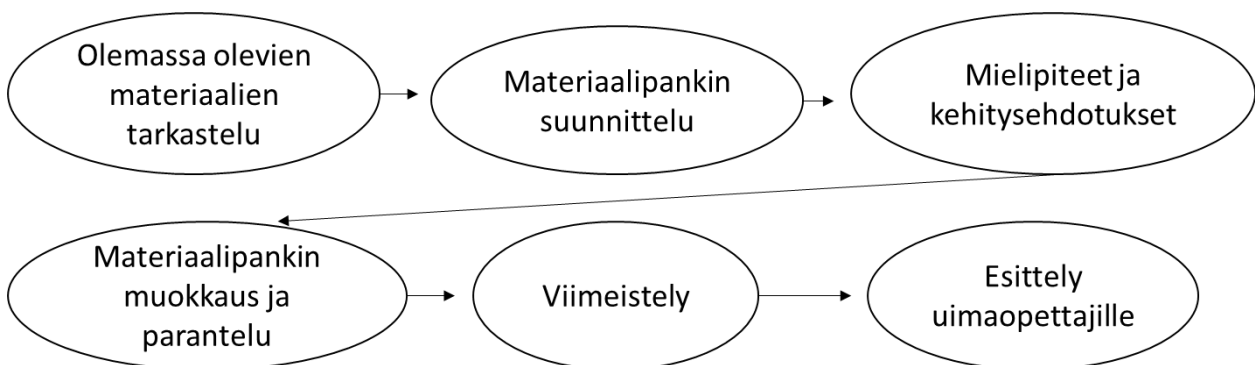 Olemassa olevien
materiaalien
tarkastelu
Materiaalipankin
suunnittelu
Mielipiteet ja
kehitysehdotukset
Materiaalipankin
muokkaus ja
parantelu
Viimeistely
Esittely
uimaopettajille